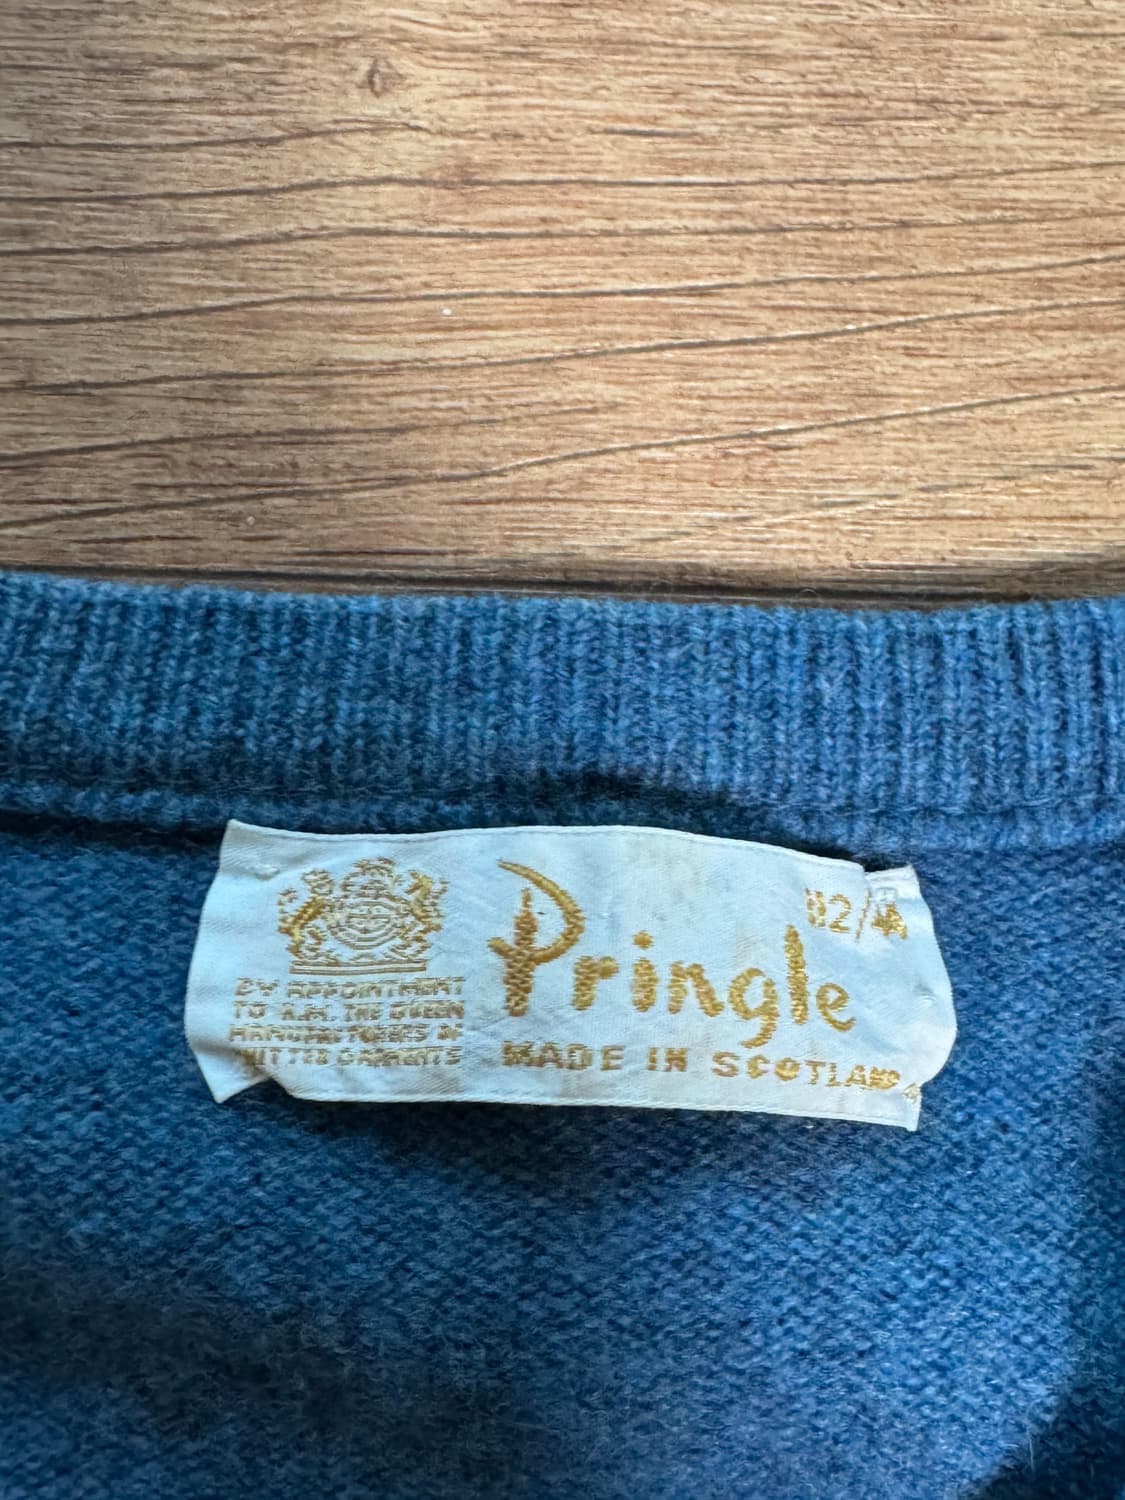 BY APPOINTMENT
TO H.M. THE QUEEN
MANUFACTURERS OF
KNITTED GARMENTS
Pringle
MADE IN SCOTLAND